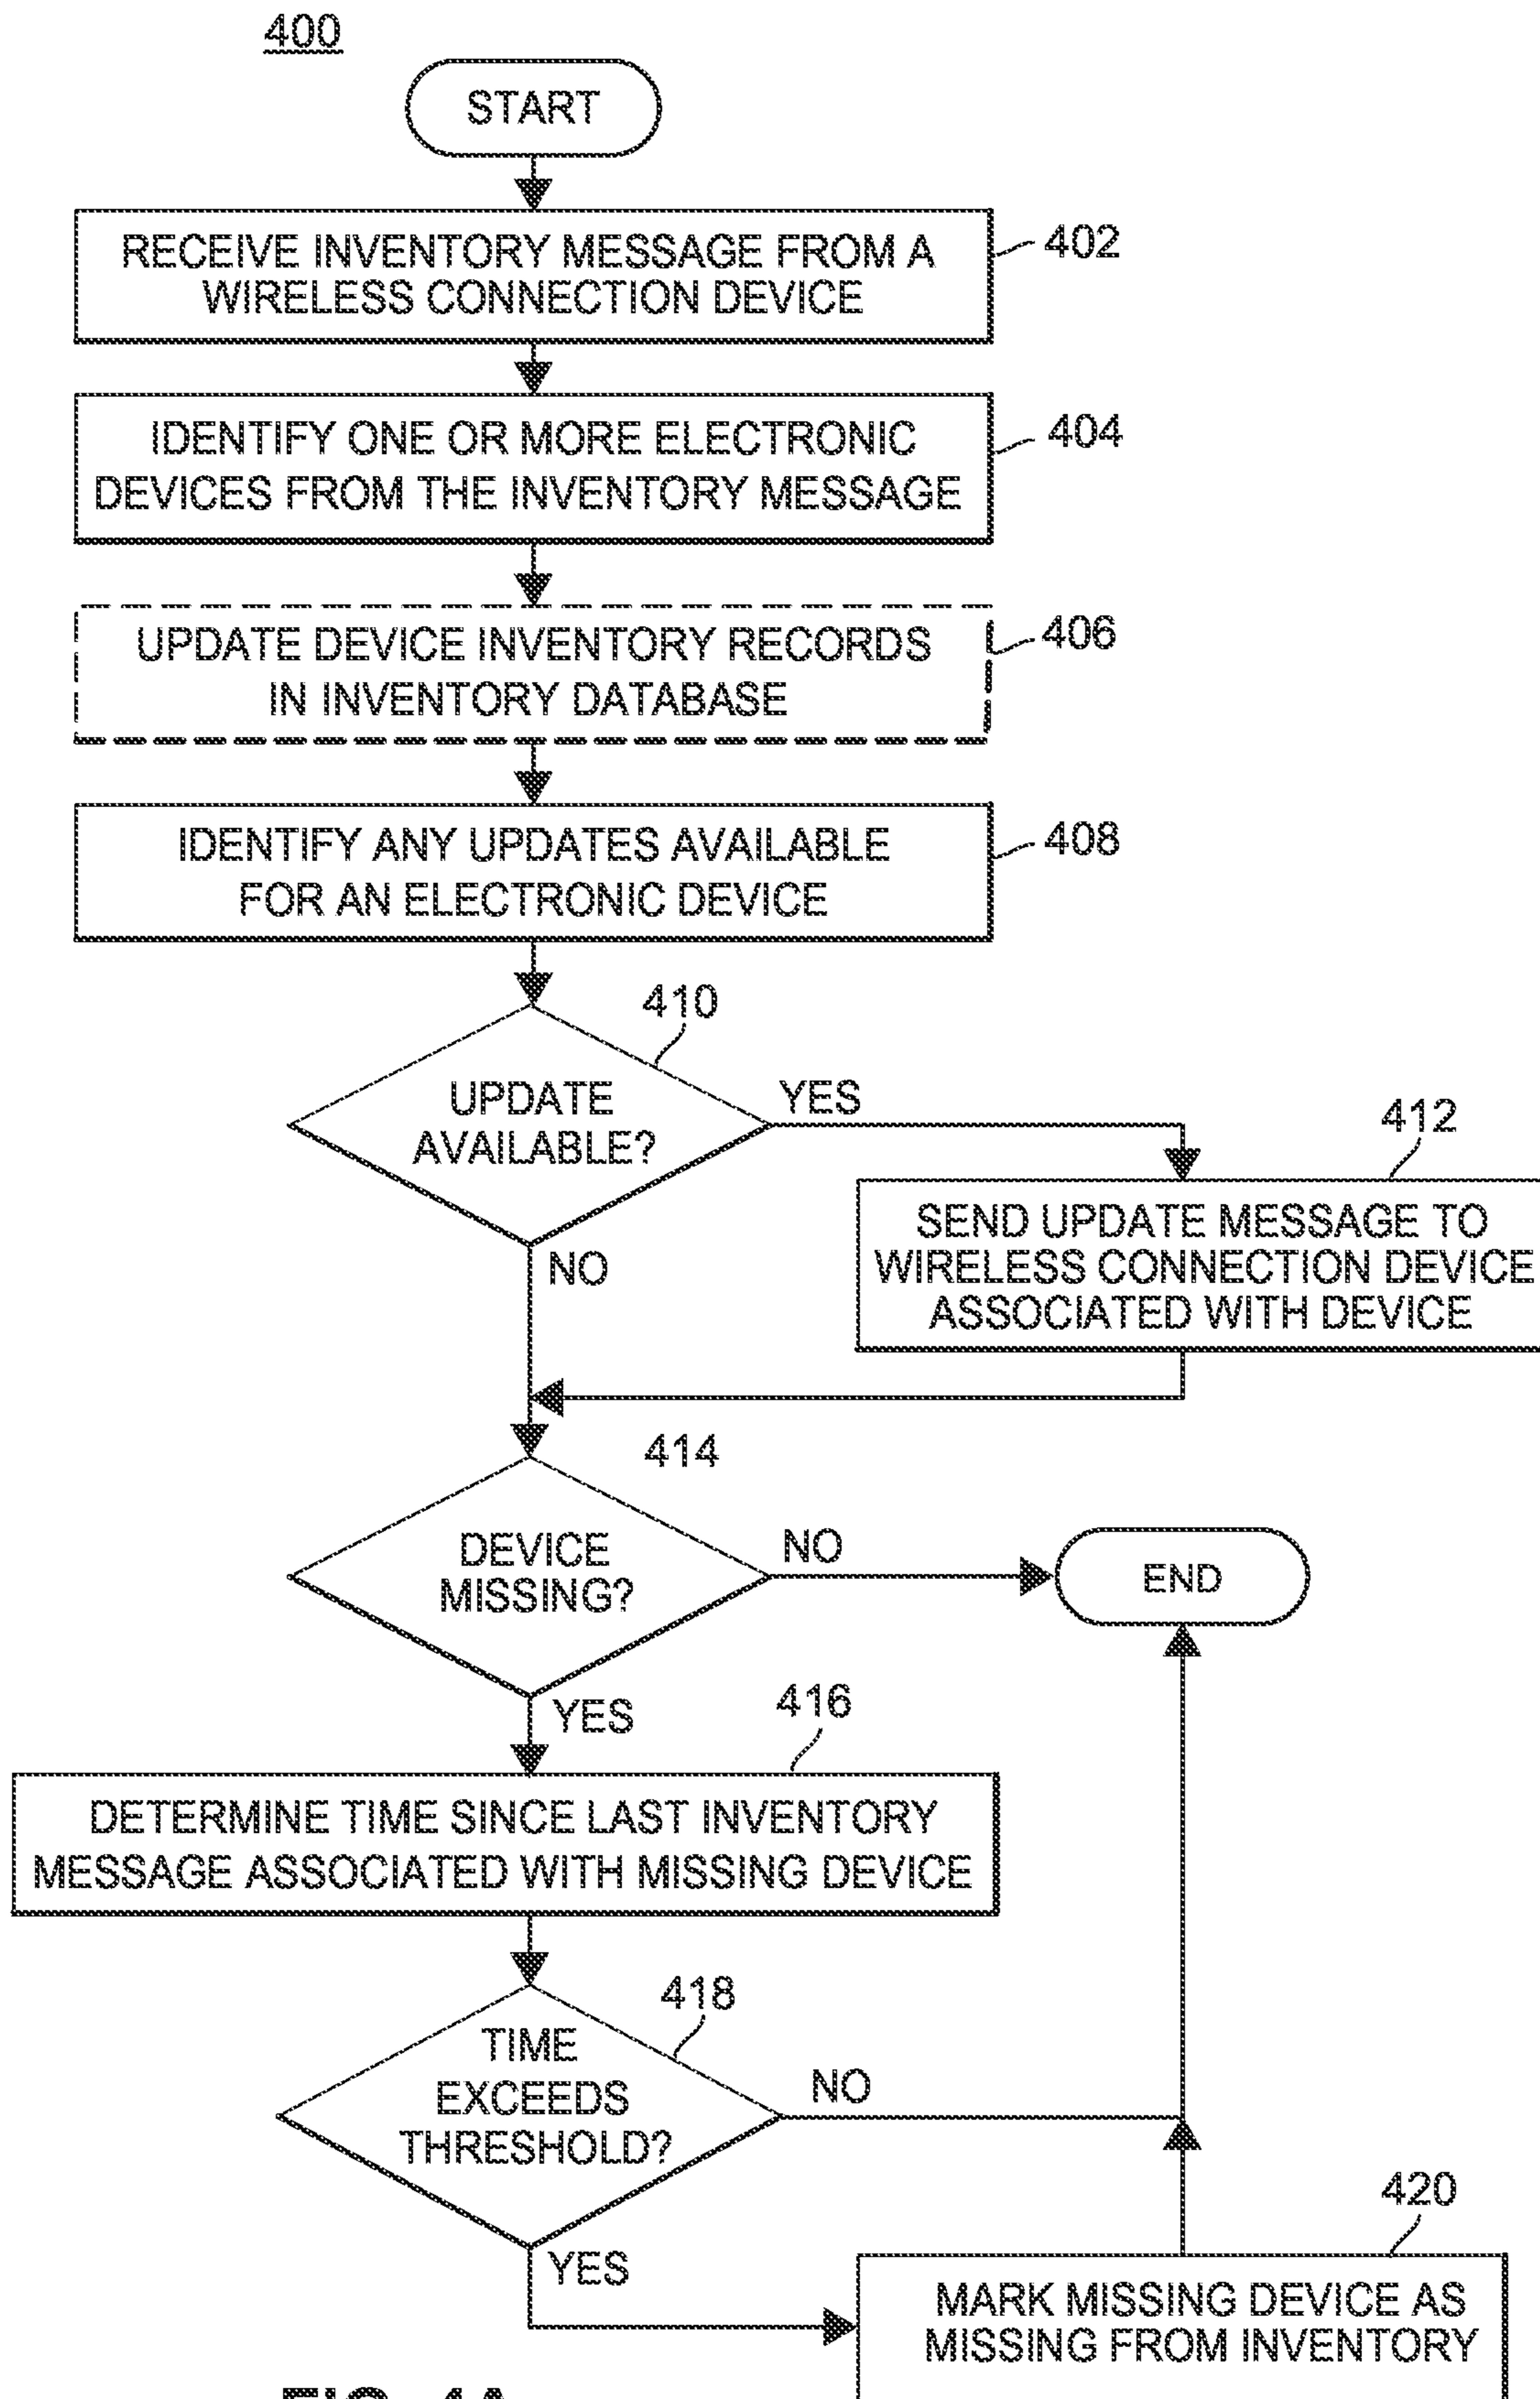 400
START
RECEIVE INVENTORY MESSAGE FROM A
WIRELESS CONNECTION DEVICE
402
IDENTIFY ONE OR MORE ELECTRONIC
DEVICES FROM THE INVENTORY MESSAGE
404
UPDATE DEVICE INVENTORY RECORDS
IN INVENTORY DATABASE
406
IDENTIFY ANY UPDATES AVAILABLE
FOR AN ELECTRONIC DEVICE
408
410
UPDATE
AVAILABLE?
YES
NO
412
SEND UPDATE MESSAGE TO
WIRELESS CONNECTION DEVICE
ASSOCIATED WITH DEVICE
414
DEVICE
MISSING?
NO
END
YES
416
DETERMINE TIME SINCE LAST INVENTORY
MESSAGE ASSOCIATED WITH MISSING DEVICE
418
TIME
EXCEEDS
THRESHOLD?
NO
YES
420
MARK MISSING DEVICE AS
MISSING FROM INVENTORY
FIG. 4A